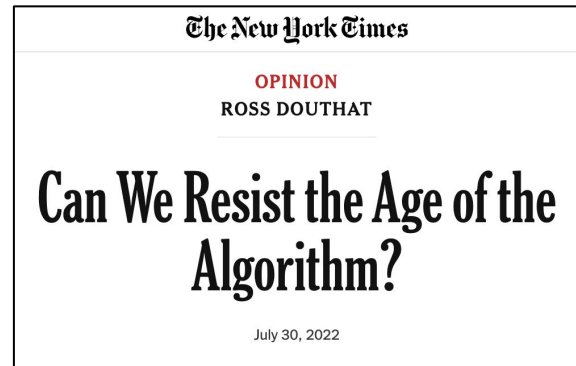 The New York Times
OPINION
ROSS DOUTHAT
Can We Resist the Age of the
Algorithm?
July 30, 2022